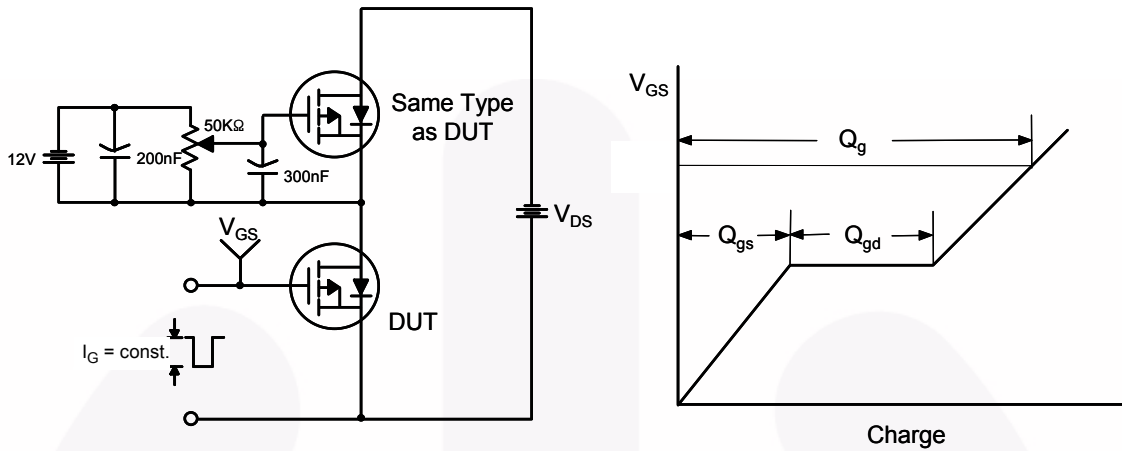 Same Type
as DUT
50KΩ
12V
200nF
300nF
V_GS
V_DS
DUT
I_G = const.
V_GS
Q_g
Q_gs
Q_gd
Charge